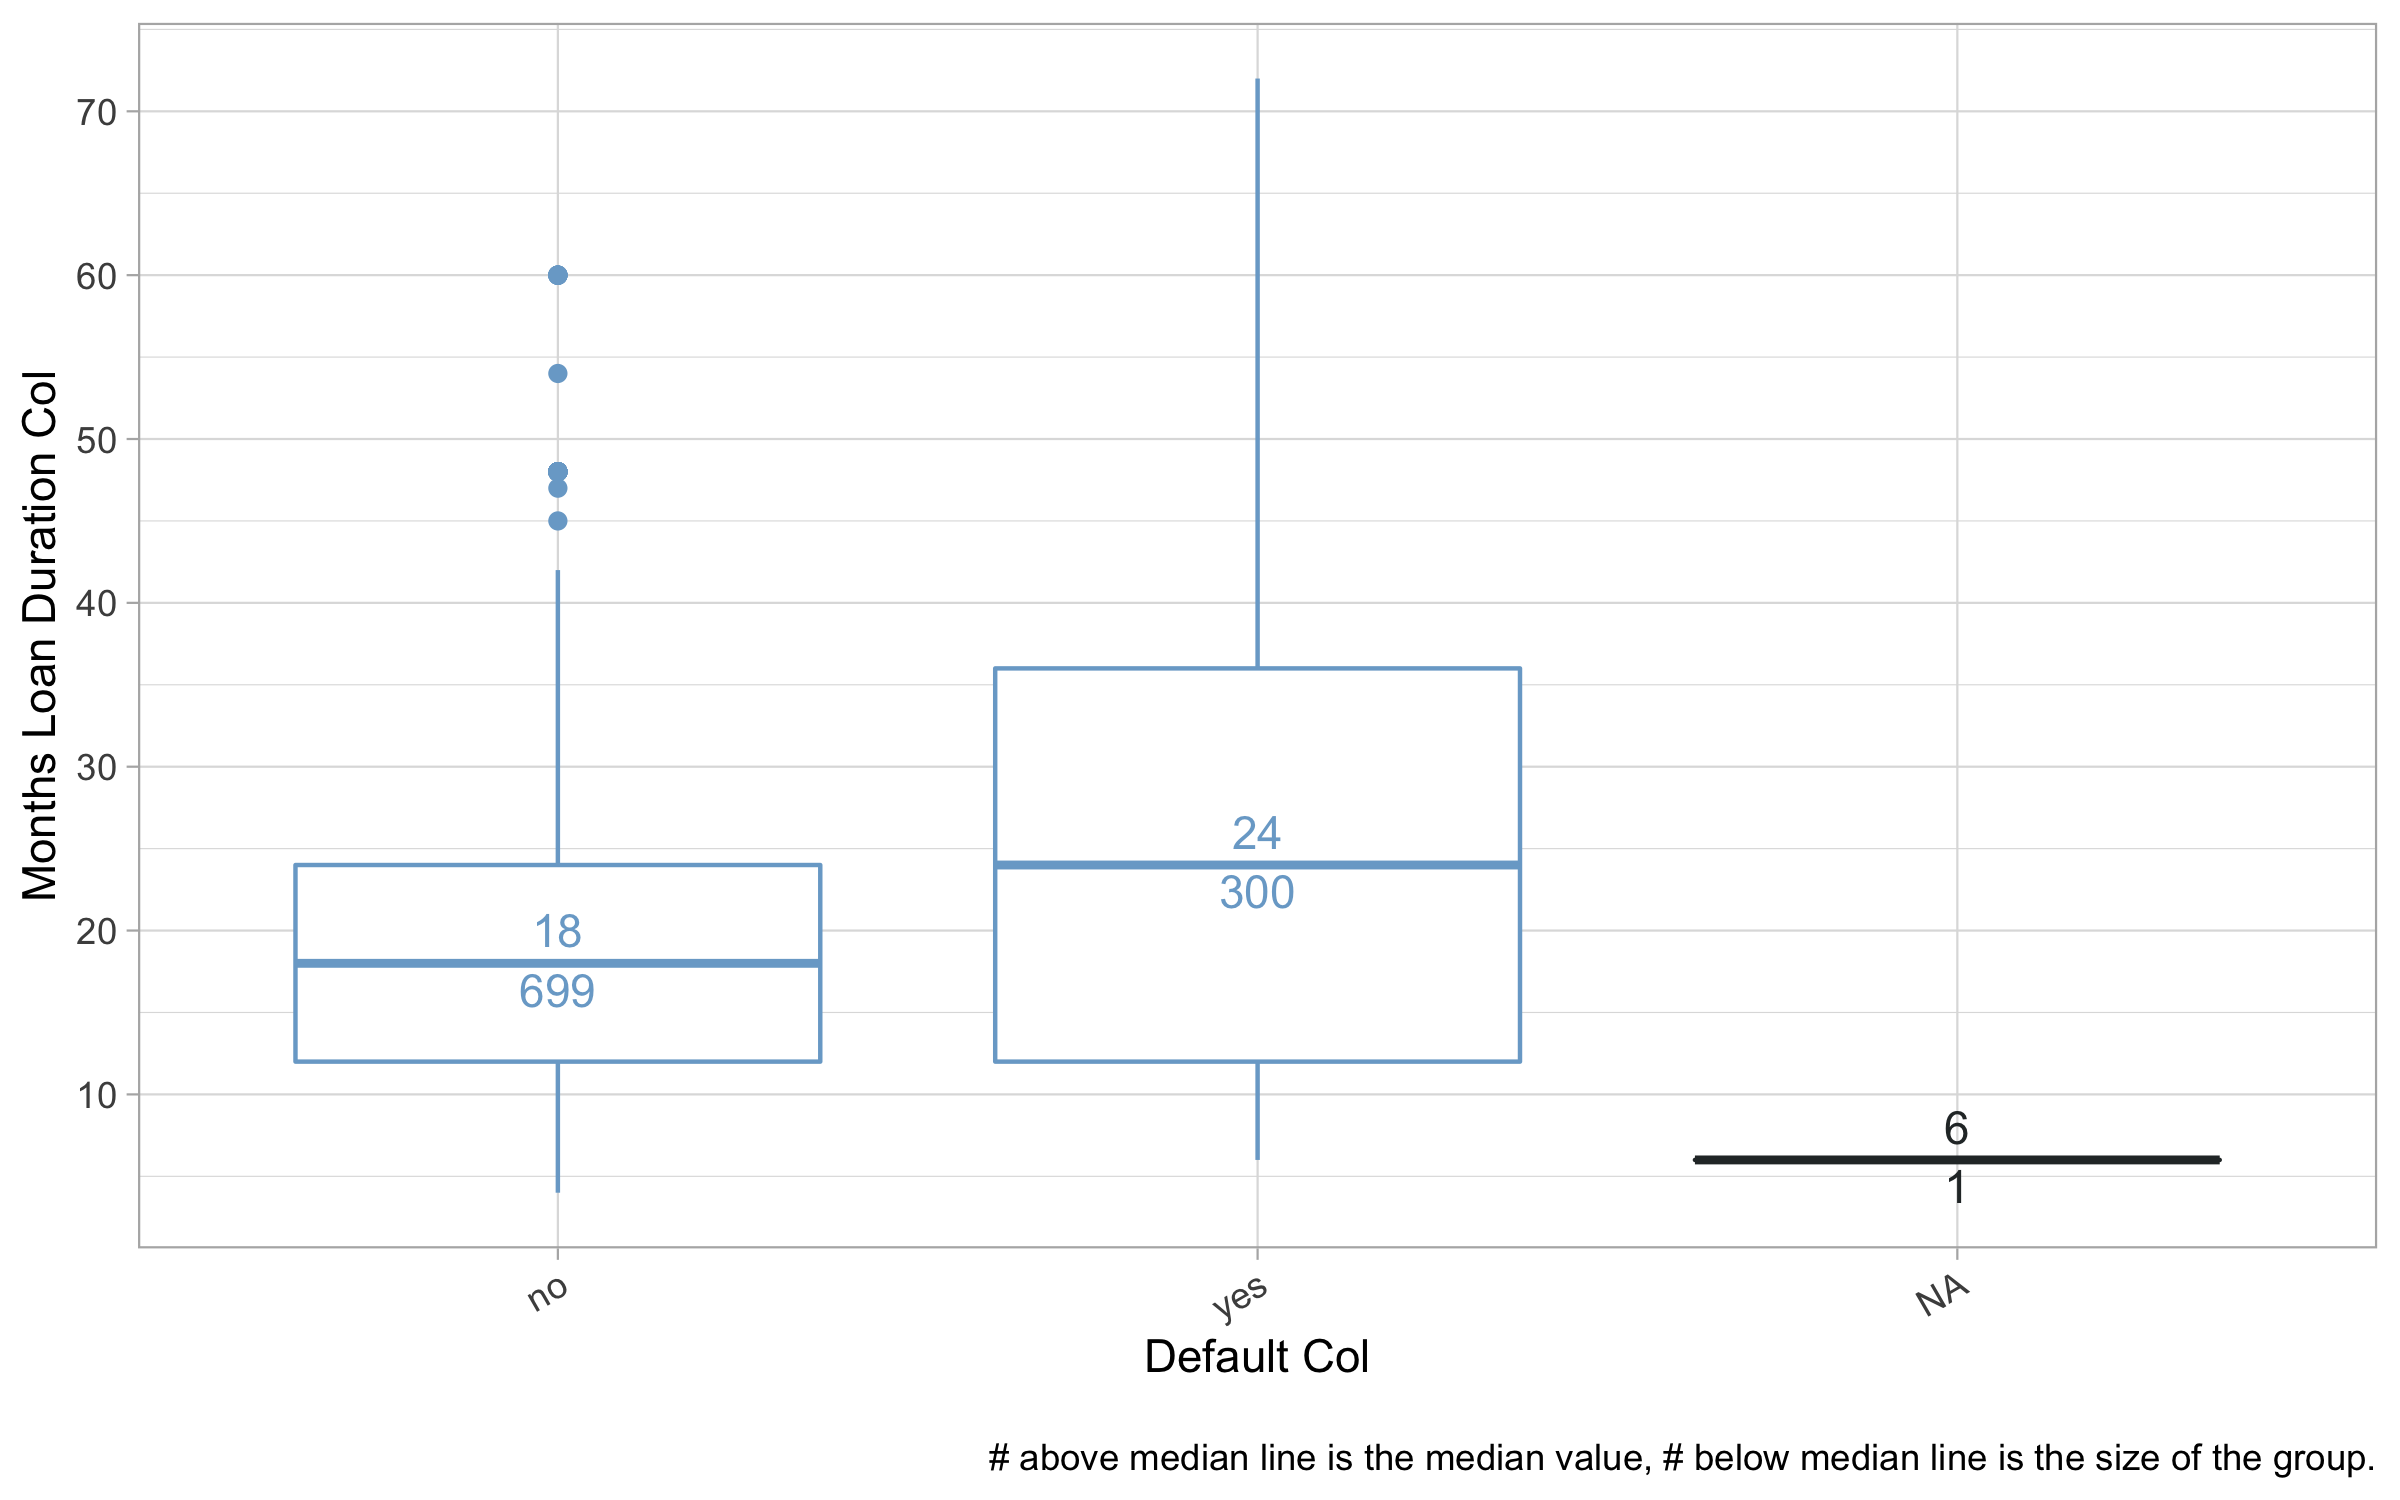 Months Loan Duration Col
70
60
50
40
30
20
10
18
699
24
300
6
1
no
yes
NA
Default Col
# above median line is the median value, # below median line is the size of the group.